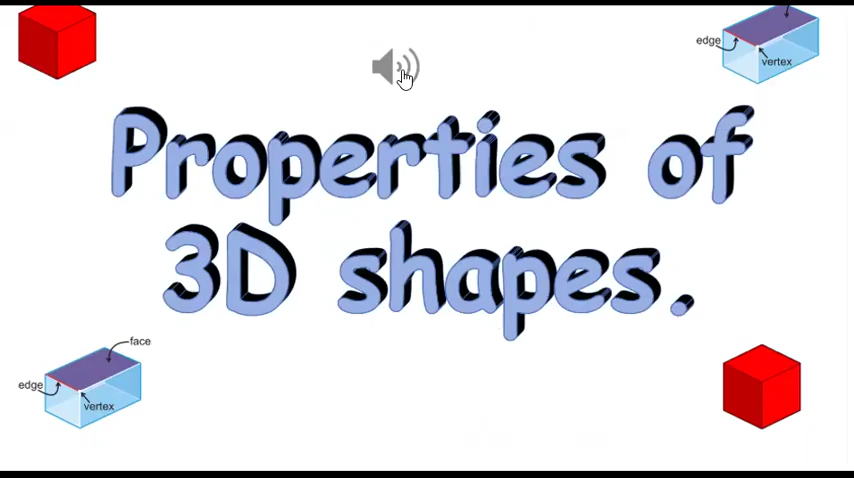 edge
vertex
Properties of
3D shapes.
face
edge
vertex